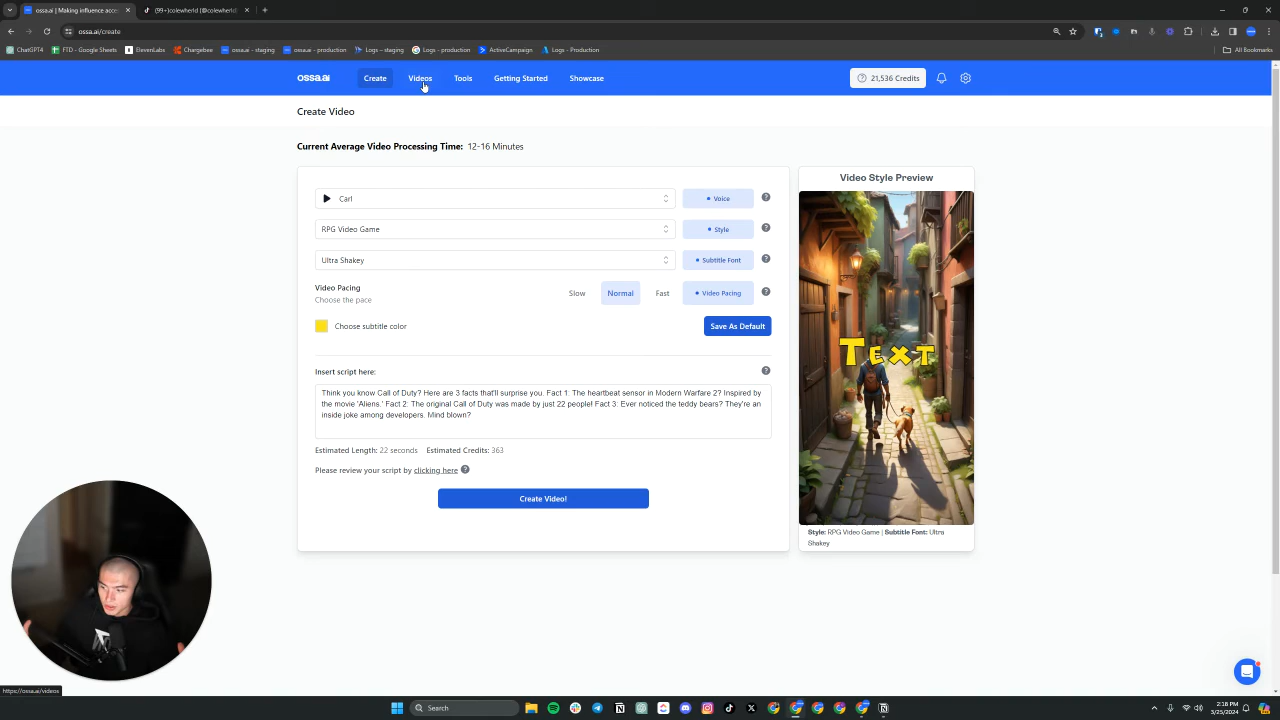 ossa.ai | Making influence acce
(99+)colewherld (@colewherld
ossa.ai/create
ChatGPT4
FTD - Google Sheets
ElevenLabs
Chargebee
ossa.ai - staging
ossa.ai - production
Logs – staging
Logs - production
ActiveCampaign
Logs - Production
All Bookmarks
ossa.ai
Create
Videos
Tools
Getting Started
Showcase
21,536 Credits
Create Video
Current Average Video Processing Time: 12-16 Minutes
Carl
Voice
RPG Video Game
Style
Ultra Shakey
Subtitle Font
Video Pacing
Choose the pace
Slow
Normal
Fast
Video Pacing
Choose subtitle color
Save As Default
Insert script here:
Think you know Call of Duty? Here are 3 facts that'll surprise you. Fact 1: The heartbeat sensor in Modern Warfare 2? Inspired by
the movie 'Aliens.' Fact 2: The original Call of Duty was made by just 22 people! Fact 3: Ever noticed the teddy bears? They're an
inside joke among developers. Mind blown?
Estimated Length: 22 seconds Estimated Credits: 363
Please review your script by clicking here
Create Video!
Video Style Preview
Text
Style: RPG Video Game | Subtitle Font: Ultra
Shakey
https://ossa.ai/videos
Search
2:18 PM
3/25/2024